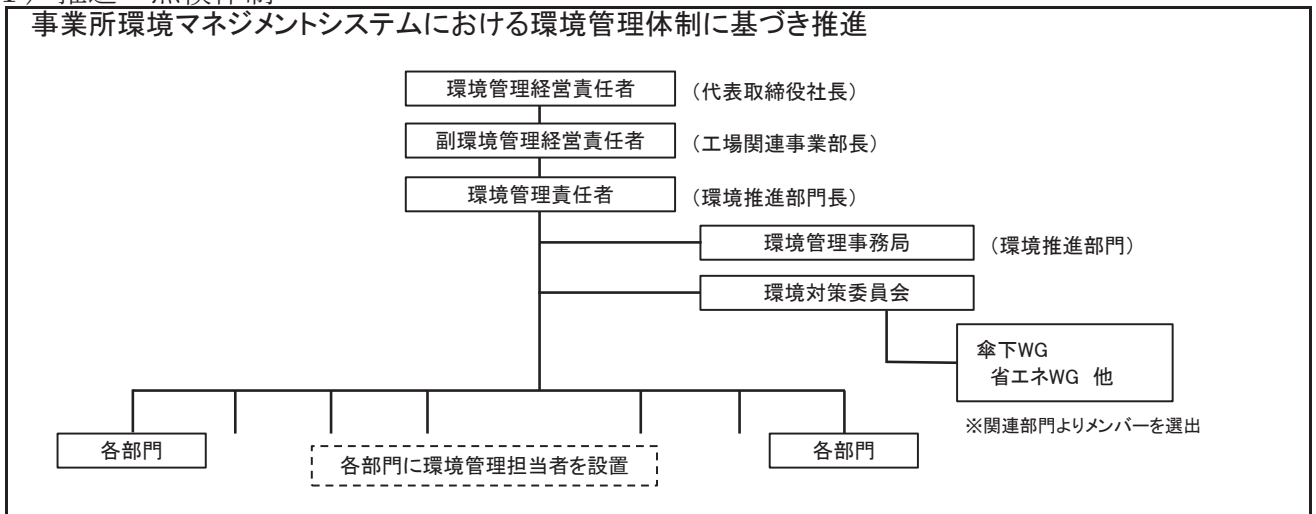 事業所環境マネジメントシステムにおける環境管理体制に基づき推進
環境管理経営責任者 （代表取締役社長）
副環境管理経営責任者 （工場関連事業部長）
環境管理責任者 （環境推進部門長）
環境管理事務局 （環境推進部門）
環境対策委員会
傘下WG
省エネWG 他
※関連部門よりメンバーを選出
各部門 各部門に環境管理担当者を設置 各部門